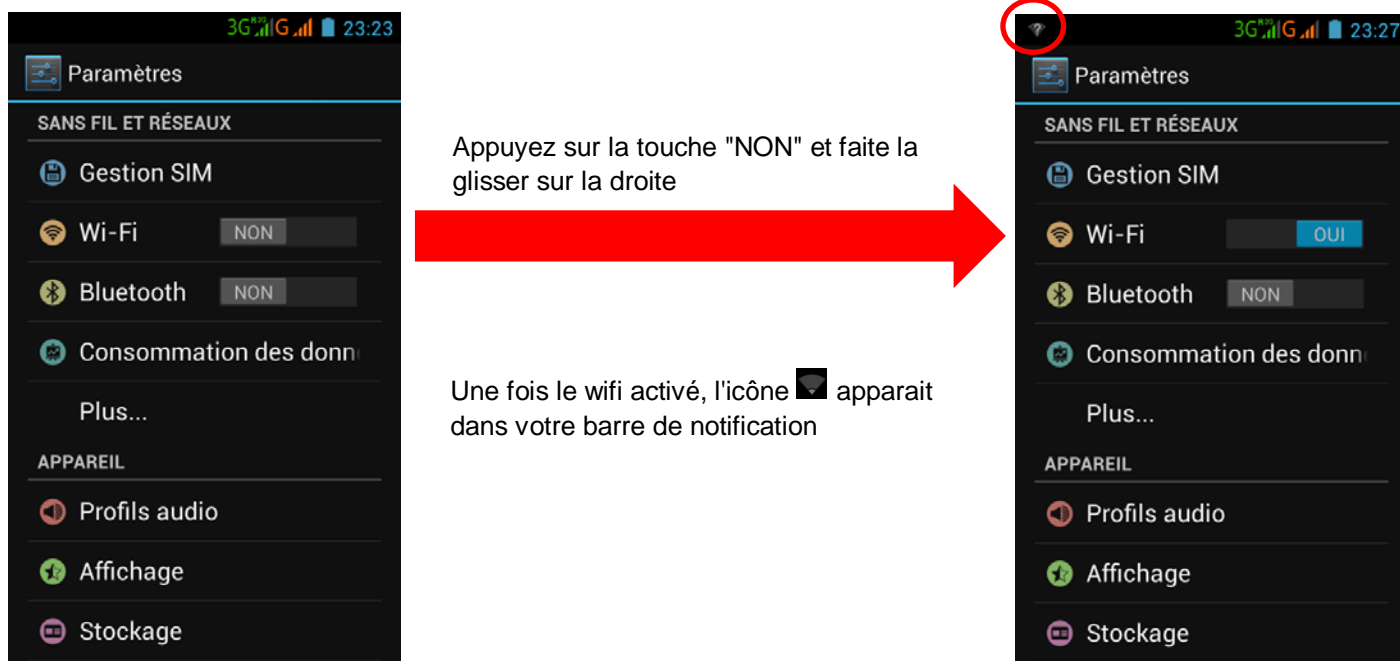 3G G 23:23
Paramètres
SANS FIL ET RÉSEAUX
Gestion SIM
Wi-Fi NON
Bluetooth NON
Consommation des donn
Plus...
APPAREIL
Profils audio
Affichage
Stockage
Appuyez sur la touche "NON" et faite la
glisser sur la droite
Une fois le wifi activé, l'icône apparait
dans votre barre de notification
3G G 23:27
Paramètres
SANS FIL ET RÉSEAUX
Gestion SIM
Wi-Fi OUI
Bluetooth NON
Consommation des donn
Plus...
APPAREIL
Profils audio
Affichage
Stockage